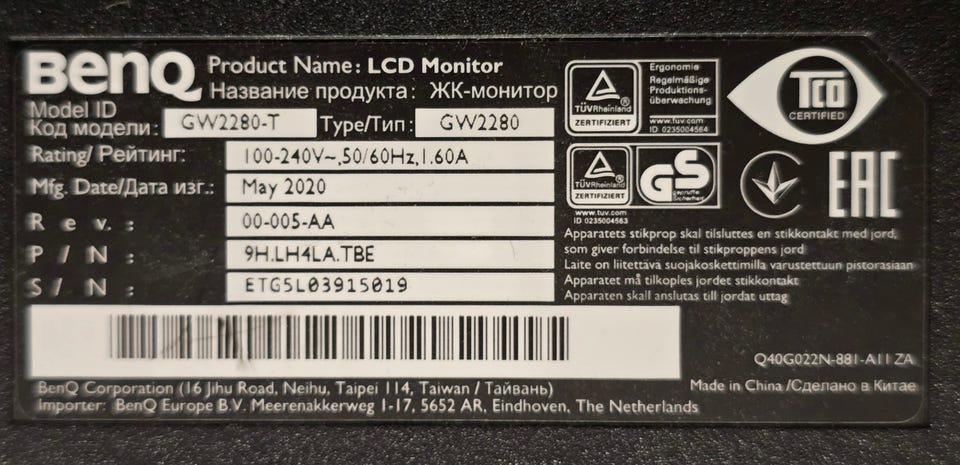 BenQ
Product Name: LCD Monitor
Название продукта: ЖК-монитор
Model ID
Код модели: GW2280-T Type/Тип: GW2280
Rating/ Рейтинг: 100-240V~,50/60Hz,1.60A
Mfg. Date/Дата изг.: May 2020
Rev.: 00-005-AA
P/N: 9H.LH4LA.TBE
S/N: ETG5L03915019
BenQ Corporation (16 Jihu Road, Neihu, Taipei 114, Taiwan / Тайвань)
Importer: BenQ Europe B.V. Meerenakkerweg 1-17, 5652 AR, Eindhoven, The Netherlands
TÜVRheinland
ZERTIFIZIERT
Ergonomie
Regelmäßige
Produktions-
überwachung
www.tuv.com
ID 0235004564
TCO
CERTIFIED
TÜVRheinland
ZERTIFIZIERT
GS
geprüfte
Sicherheit
www.tuv.com
ID 0235004563
EAC
Apparatets stikprop skal tilsluttes en stikkontakt med jord,
som giver forbindelse til stikproppens jord
Laite on liitettävä suojakoskettimilla varustettuun pistorasiaan
Apparatet må tilkoples jordet stikkontakt
Apparaten skall anslutas till jordat uttag
Q40G022N-881-A11 ZA
Made in China /Сделано в Китае